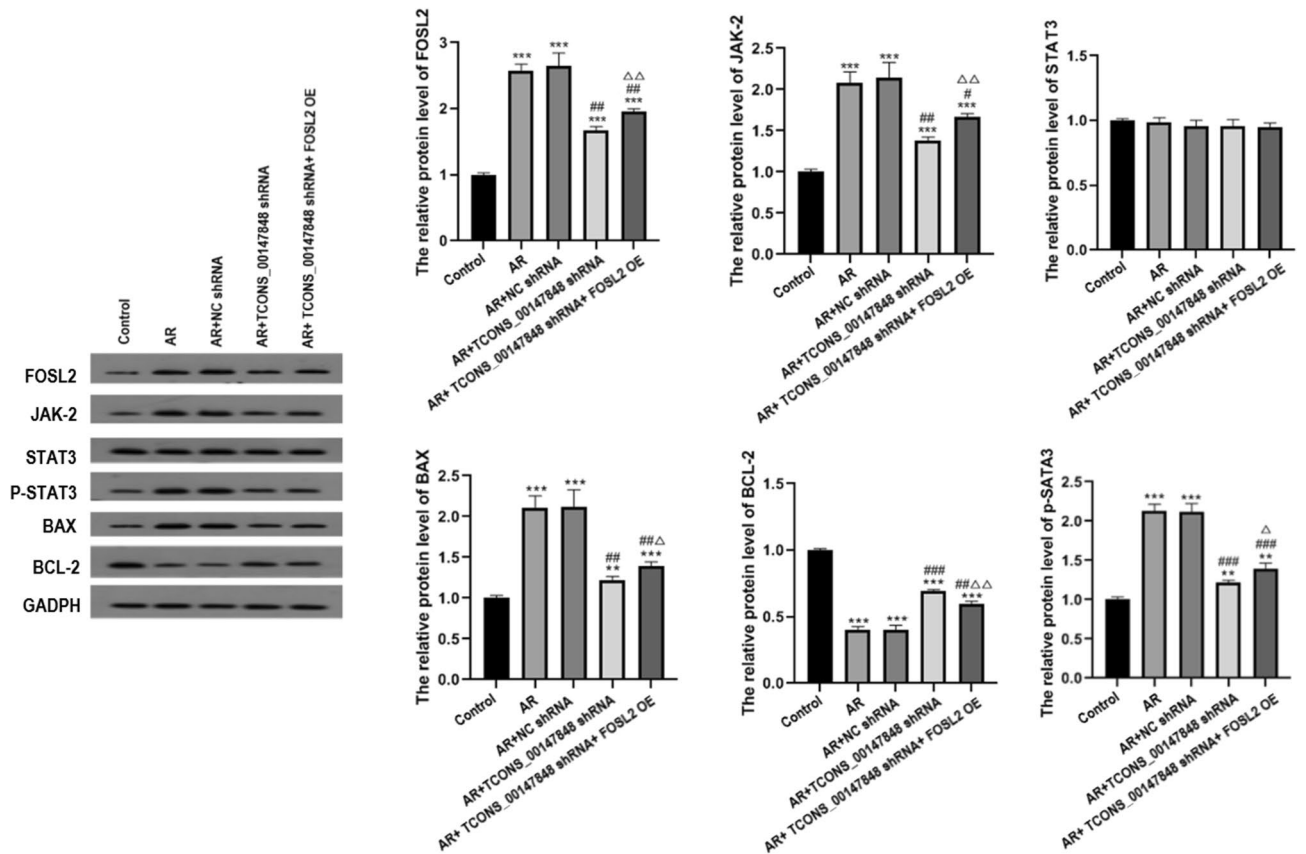 Control
AR
AR+NC shRNA
AR+TCONS_00147848 shRNA
AR+ TCONS_00147848 shRNA+ FOSL2 OE
FOSL2
JAK-2
STAT3
P-STAT3
BAX
BCL-2
GADPH
The relative protein level of FOSL2
3
2
1
0
***
***
##
***
△△
##
***
Control
AR
AR+NC shRNA
AR+TCONS_00147848 shRNA
AR+ TCONS_00147848 shRNA+ FOSL2 OE
The relative protein level of JAK-2
2.5
2.0
1.5
1.0
0.5
0.0
***
***
##
***
△△
#
***
Control
AR
AR+NC shRNA
AR+TCONS_00147848 shRNA
AR+ TCONS_00147848 shRNA+ FOSL2 OE
The relative protein level of STAT3
1.5
1.0
0.5
0.0
Control
AR
AR+NC shRNA
AR+TCONS_00147848 shRNA
AR+ TCONS_00147848 shRNA+ FOSL2 OE
The relative protein level of BAX
2.5
2.0
1.5
1.0
0.5
0.0
***
***
##
**
##△
***
Control
AR
AR+NC shRNA
AR+TCONS_00147848 shRNA
AR+ TCONS_00147848 shRNA+ FOSL2 OE
The relative protein level of BCL-2
1.5
1.0
0.5
0.0
***
***
###
***
##△△
***
Control
AR
AR+NC shRNA
AR+TCONS_00147848 shRNA
AR+ TCONS_00147848 shRNA+ FOSL2 OE
The relative protein level of p-SATA3
2.5
2.0
1.5
1.0
0.5
0.0
***
***
###
**
△
###
**
Control
AR
AR+NC shRNA
AR+TCONS_00147848 shRNA
AR+ TCONS_00147848 shRNA+ FOSL2 OE